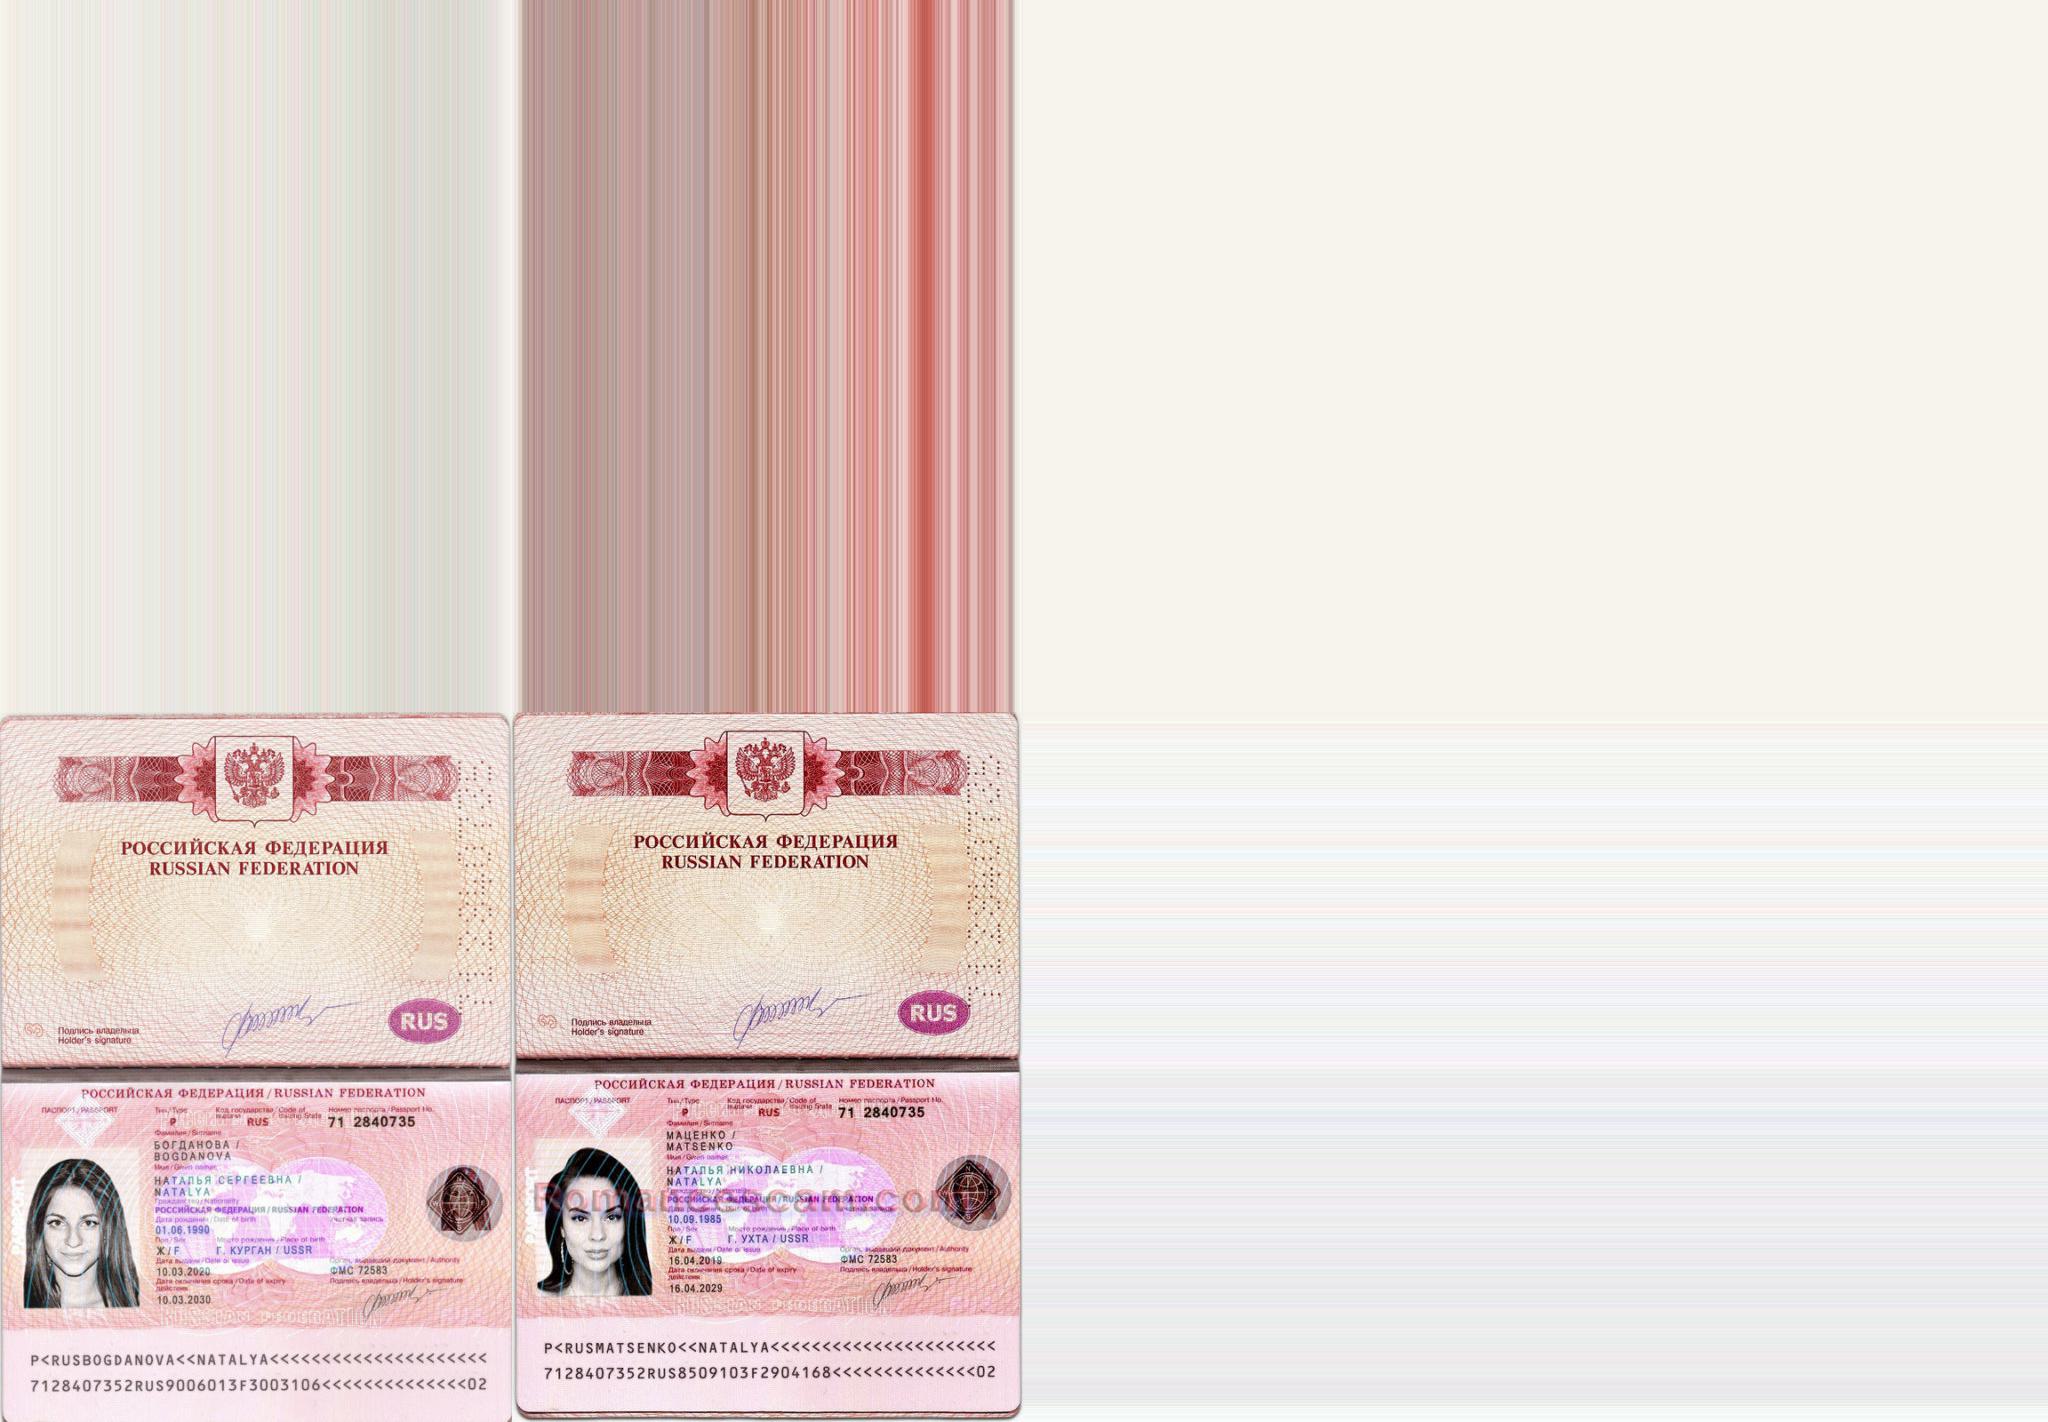 РОССИЙСКАЯ ФЕДЕРАЦИЯ
RUSSIAN FEDERATION
Подпись владельца
Holder's signature
RUS
РОССИЙСКАЯ ФЕДЕРАЦИЯ / RUSSIAN FEDERATION
ПАСПОРТ / PASSPORT
Тип / Type
Код государства / Code of
выдачи issuing State
Номер паспорта / Passport No.
P
RUS
71 2840735
Фамилия / Surname
БОГДАНОВА /
BOGDANOVA
Имя / Given names
НАТАЛЬЯ СЕРГЕЕВНА /
NATALYA
Гражданство / Nationality
РОССИЙСКАЯ ФЕДЕРАЦИЯ / RUSSIAN FEDERATION
Дата рождения / Date of birth
Учетная запись
01.06.1990
Пол / Sex
Место рождения / Place of birth
Ж / F
Г. КУРГАН / USSR
Дата выдачи / Date of issue
Орган, выдавший документ / Authority
10.03.2020
ФМС 72583
Дата окончания срока / Date of expiry
действия
Подпись владельца / Holder's signature
10.03.2030
RUSSIAN FEDERATION
P<RUSBOGDANOVA<<NATALYA<<<<<<<<<<<<<<<<<<<<<
7128407352RUS9006013F3003106<<<<<<<<<<<<<<02
РОССИЙСКАЯ ФЕДЕРАЦИЯ
RUSSIAN FEDERATION
Подпись владельца
Holder's signature
RUS
РОССИЙСКАЯ ФЕДЕРАЦИЯ / RUSSIAN FEDERATION
ПАСПОРТ / PASSPORT
Тип / Type
Код государства / Code of
выдачи issuing State
Номер паспорта / Passport No.
P
RUS
71 2840735
Фамилия / Surname
МАЦЕНКО /
MATSENKO
Имя / Given names
НАТАЛЬЯ НИКОЛАЕВНА /
NATALYA
Гражданство / Nationality
РОССИЙСКАЯ ФЕДЕРАЦИЯ / RUSSIAN FEDERATION
Дата рождения / Date of birth
Учетная запись
10.09.1985
Пол / Sex
Место рождения / Place of birth
Ж / F
Г. УХТА / USSR
Дата выдачи / Date of issue
Орган, выдавший документ / Authority
16.04.2019
ФМС 72583
Дата окончания срока / Date of expiry
действия
Подпись владельца / Holder's signature
16.04.2029
RUSSIAN FEDERATION
P<RUSMATSENKO<<NATALYA<<<<<<<<<<<<<<<<<<<<<<
7128407352RUS8509103F2904168<<<<<<<<<<<<<<02